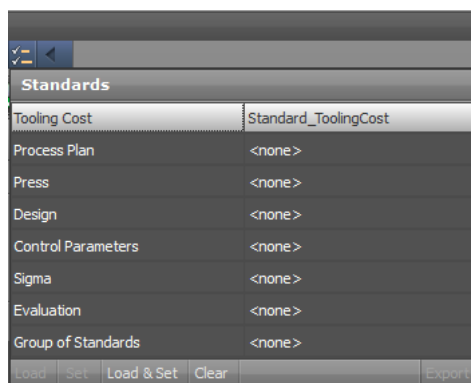 Standards
Tooling Cost Standard_ToolingCost
Process Plan <none>
Press <none>
Design <none>
Control Parameters <none>
Sigma <none>
Evaluation <none>
Group of Standards <none>
Load Set Load & Set Clear Export